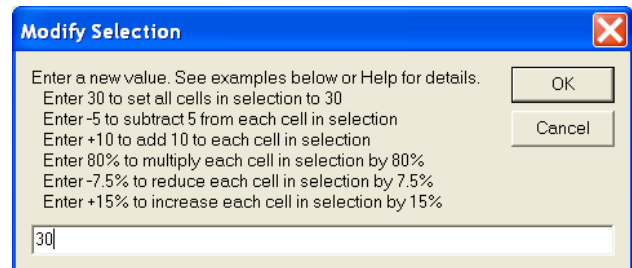 Modify Selection
Enter a new value. See examples below or Help for details.
Enter 30 to set all cells in selection to 30
Enter -5 to subtract 5 from each cell in selection
Enter +10 to add 10 to each cell in selection
Enter 80% to multiply each cell in selection by 80%
Enter -7.5% to reduce each cell in selection by 7.5%
Enter +15% to increase each cell in selection by 15%
OK
Cancel
30